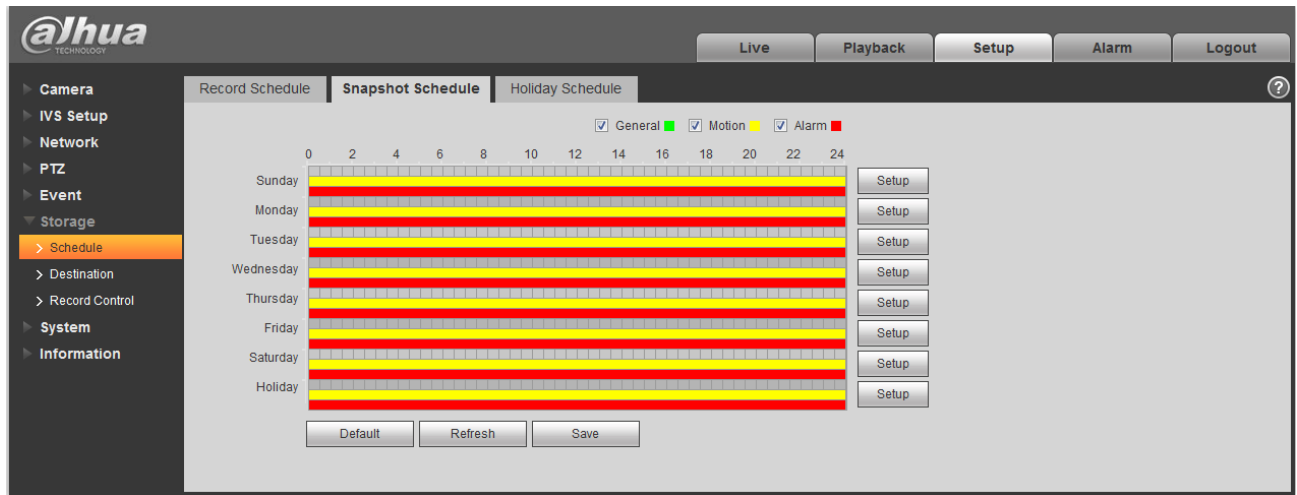 alhua
TECHNOLOGY
Live Playback Setup Alarm Logout
Camera
IVS Setup
Network
PTZ
Event
Storage
Schedule
Destination
Record Control
System
Information
Record Schedule Snapshot Schedule Holiday Schedule ?
General Motion Alarm
0 2 4 6 8 10 12 14 16 18 20 22 24
Sunday Setup
Monday Setup
Tuesday Setup
Wednesday Setup
Thursday Setup
Friday Setup
Saturday Setup
Holiday Setup
Default Refresh Save